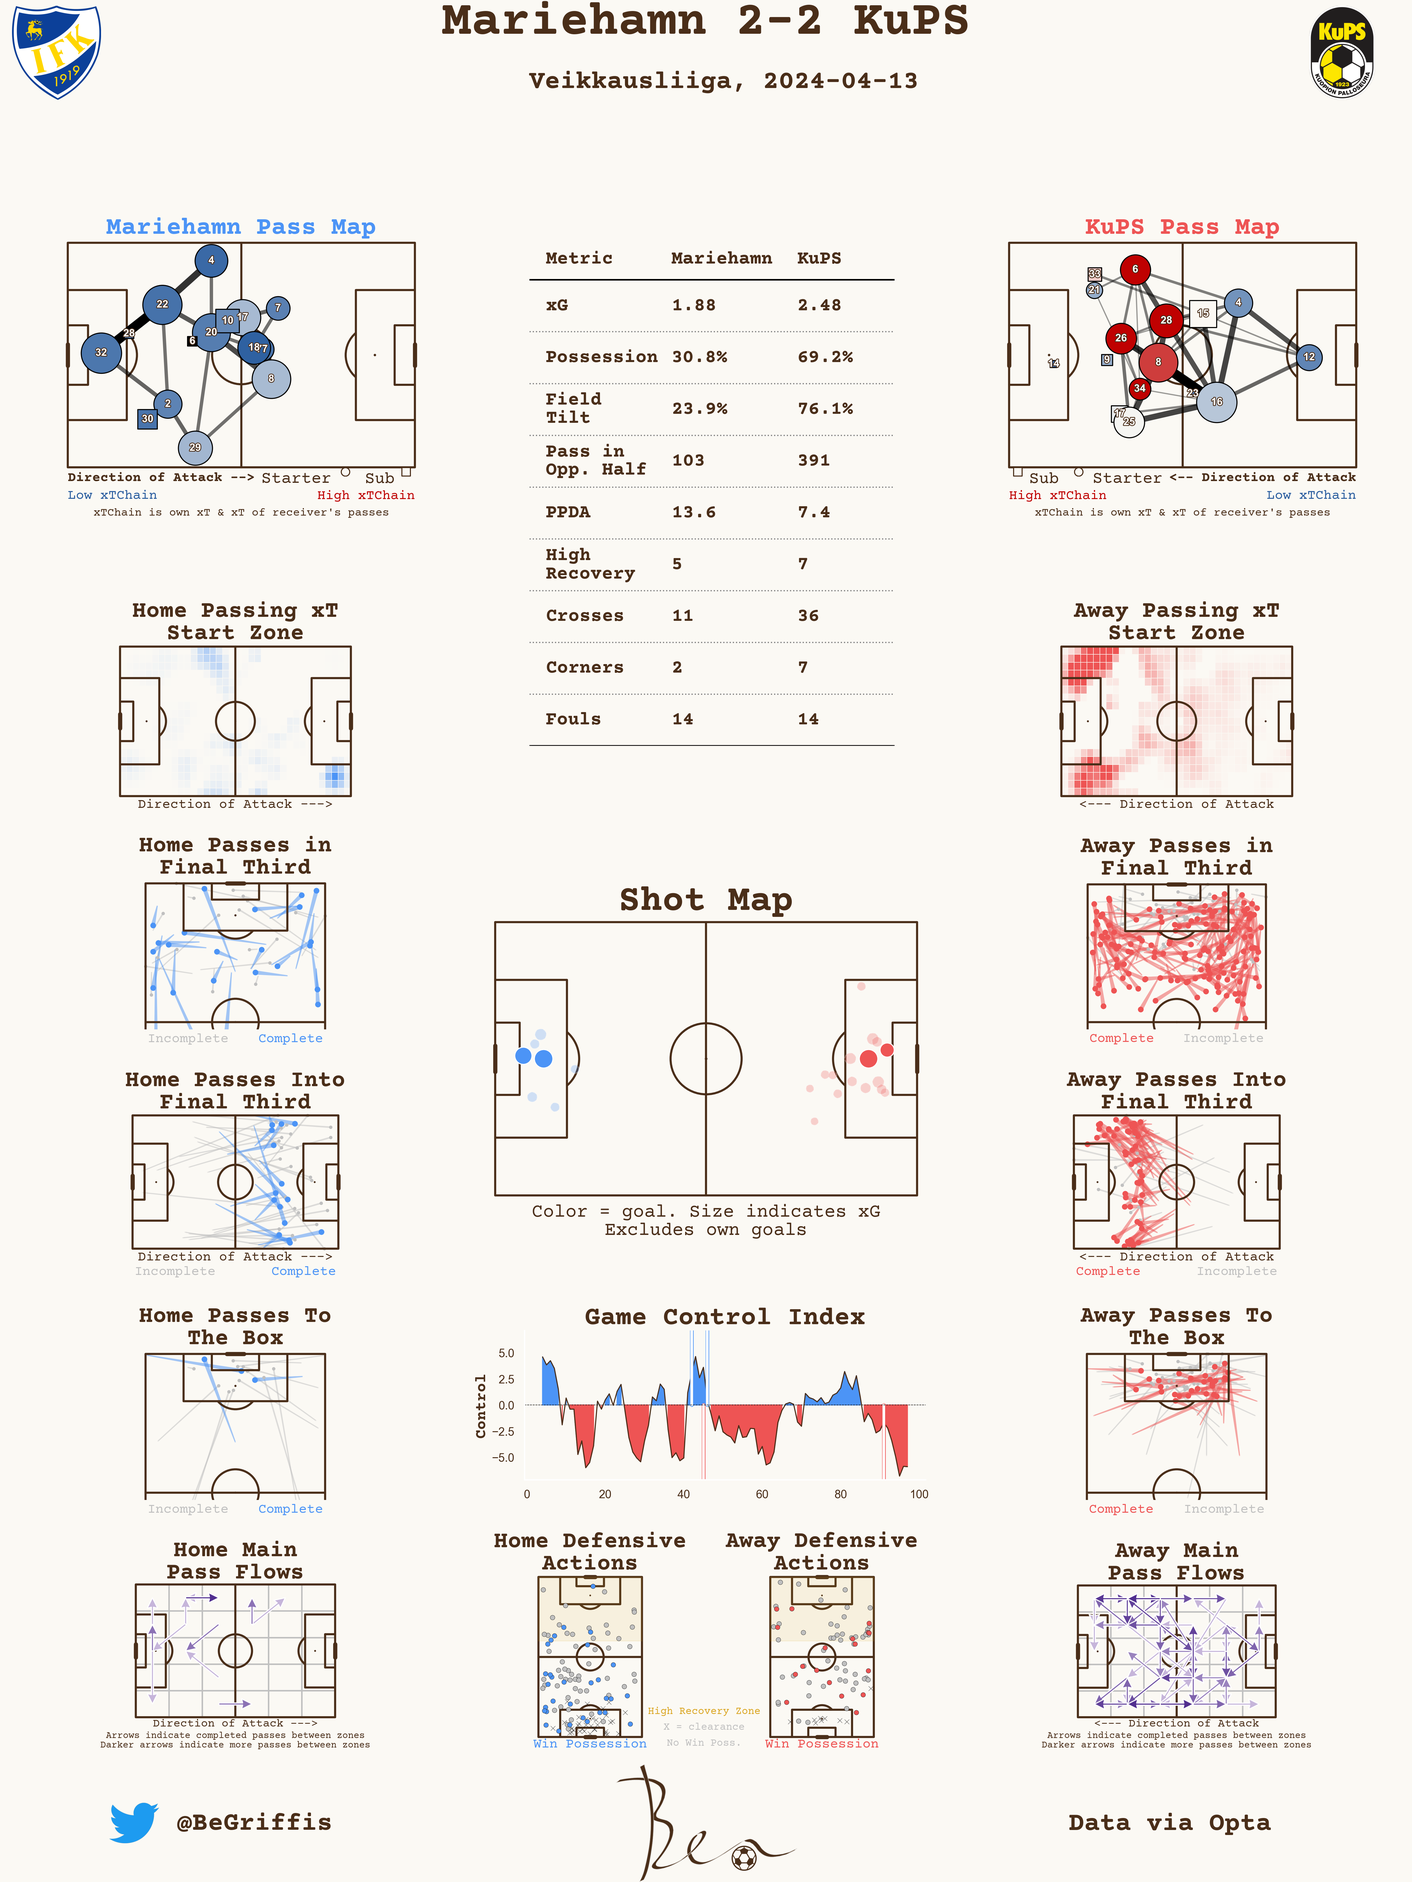 Mariehamn 2-2 KuPS
Veikkausliiga, 2024-04-13
IFK
1919
KuPS
1923
KUOPION PALLOSEURA
Mariehamn Pass Map
4
22
28
32
20
6
10
17
7
18
8
2
30
29
Direction of Attack --> Starter Sub
Low xTChain High xTChain
xTChain is own xT & xT of receiver's passes
Metric Mariehamn KuPS
xG 1.88 2.48
Possession 30.8% 69.2%
Field
Tilt 23.9% 76.1%
Pass in
Opp. Half 103 391
PPDA 13.6 7.4
High
Recovery 5 7
Crosses 11 36
Corners 2 7
Fouls 14 14
KuPS Pass Map
33
6
21
4
15
28
26
14
9
8
12
34
23
16
17
25
Sub Starter <-- Direction of Attack
High xTChain Low xTChain
xTChain is own xT & xT of receiver's passes
Home Passing xT
Start Zone
Direction of Attack --->
Away Passing xT
Start Zone
<--- Direction of Attack
Home Passes in
Final Third
Incomplete Complete
Away Passes in
Final Third
Complete Incomplete
Shot Map
Color = goal. Size indicates xG
Excludes own goals
Home Passes Into
Final Third
Direction of Attack --->
Incomplete Complete
Away Passes Into
Final Third
<--- Direction of Attack
Complete Incomplete
Home Passes To
The Box
Incomplete Complete
Game Control Index
Control
5.0
2.5
0.0
−2.5
−5.0
0 20 40 60 80 100
Away Passes To
The Box
Complete Incomplete
Home Main
Pass Flows
Direction of Attack --->
Arrows indicate completed passes between zones
Darker arrows indicate more passes between zones
Home Defensive
Actions
Win Possession
High Recovery Zone
X = clearance
No Win Poss.
Away Defensive
Actions
Win Possession
Away Main
Pass Flows
<--- Direction of Attack
Arrows indicate completed passes between zones
Darker arrows indicate more passes between zones
@BeGriffis
Ben
Data via Opta